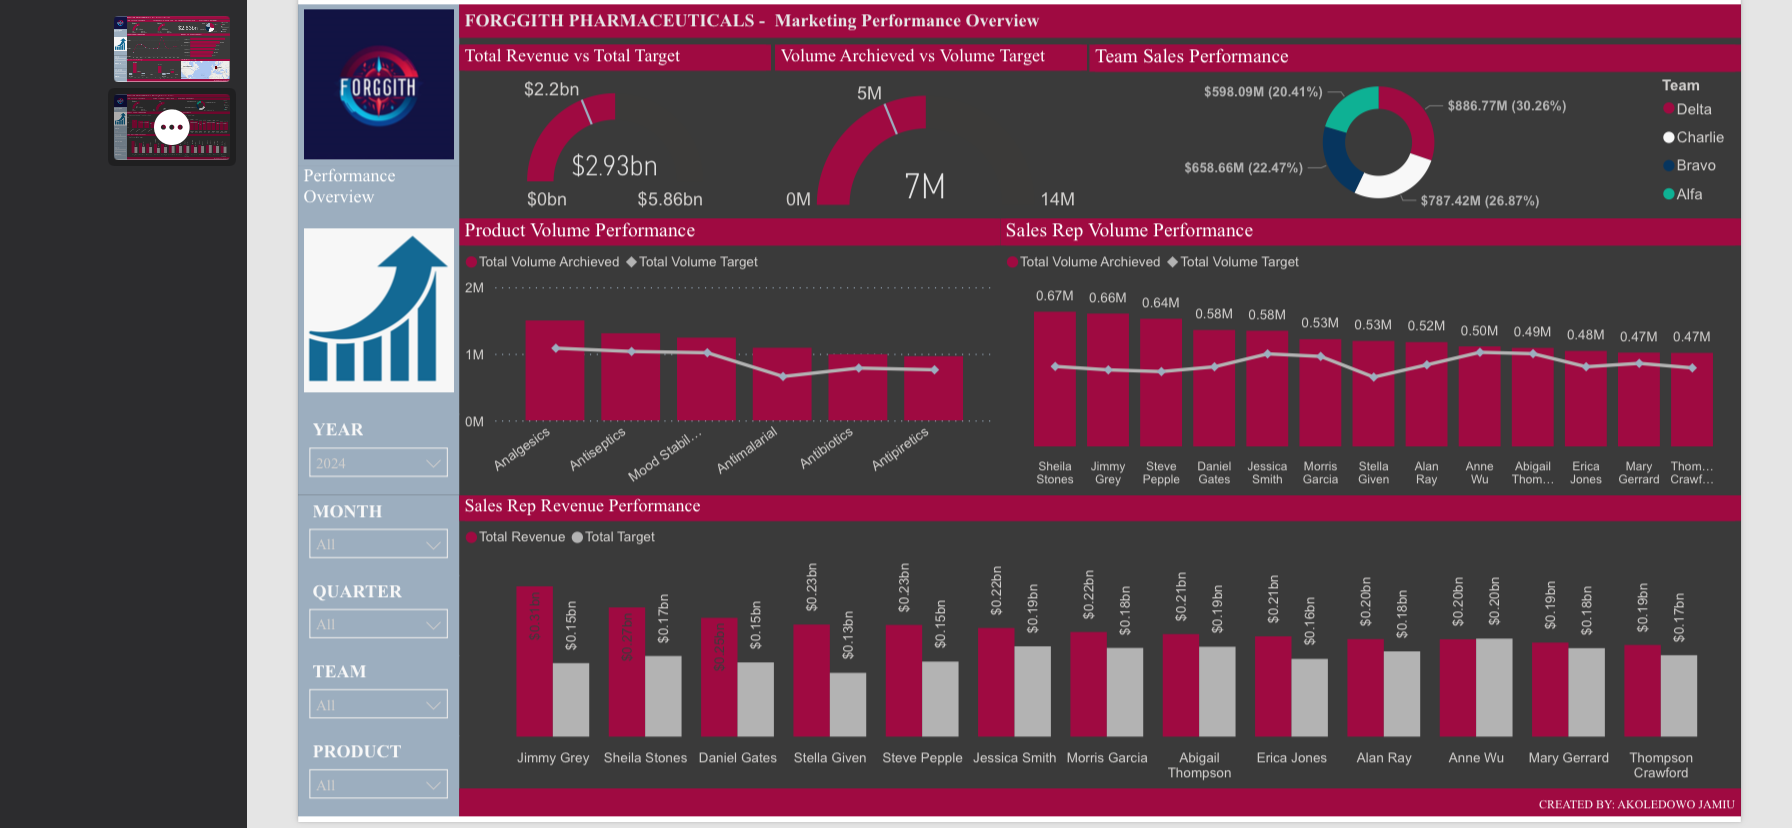 FORGGITH PHARMACEUTICALS - Marketing Performance Overview
FORGGITH
Performance
Overview
YEAR
2024
MONTH
All
QUARTER
All
TEAM
All
PRODUCT
All
Total Revenue vs Total Target
$2.2bn
$2.93bn
$0bn $5.86bn
Volume Archieved vs Volume Target
5M
7M
0M 14M
Team Sales Performance
$598.09M (20.41%)
$886.77M (30.26%)
$658.66M (22.47%)
$787.42M (26.87%)
Team
Delta
Charlie
Bravo
Alfa
Product Volume Performance
Total Volume Archieved Total Volume Target
2M
1M
0M
Analgesics Antiseptics Mood Stabil... Antimalarial Antibiotics Antipiretics
Sales Rep Volume Performance
Total Volume Archieved Total Volume Target
0.67M 0.66M 0.64M 0.58M 0.58M 0.53M 0.53M 0.52M 0.50M 0.49M 0.48M 0.47M 0.47M
Sheila Jimmy Steve Daniel Jessica Morris Stella Alan Anne Abigail Erica Mary Thom...
Stones Grey Pepple Gates Smith Garcia Given Ray Wu Thom... Jones Gerrard Crawf...
Sales Rep Revenue Performance
Total Revenue Total Target
$0.15bn $0.17bn $0.15bn $0.23bn $0.13bn $0.23bn $0.15bn $0.22bn $0.19bn $0.22bn $0.18bn $0.21bn $0.19bn $0.21bn $0.16bn $0.20bn $0.18bn $0.20bn $0.20bn $0.19bn $0.18bn $0.19bn $0.17bn
Jimmy Grey Sheila Stones Daniel Gates Stella Given Steve Pepple Jessica Smith Morris Garcia Abigail Erica Jones Alan Ray Anne Wu Mary Gerrard Thompson
Thompson Crawford
CREATED BY: AKOLEDOWO JAMIU